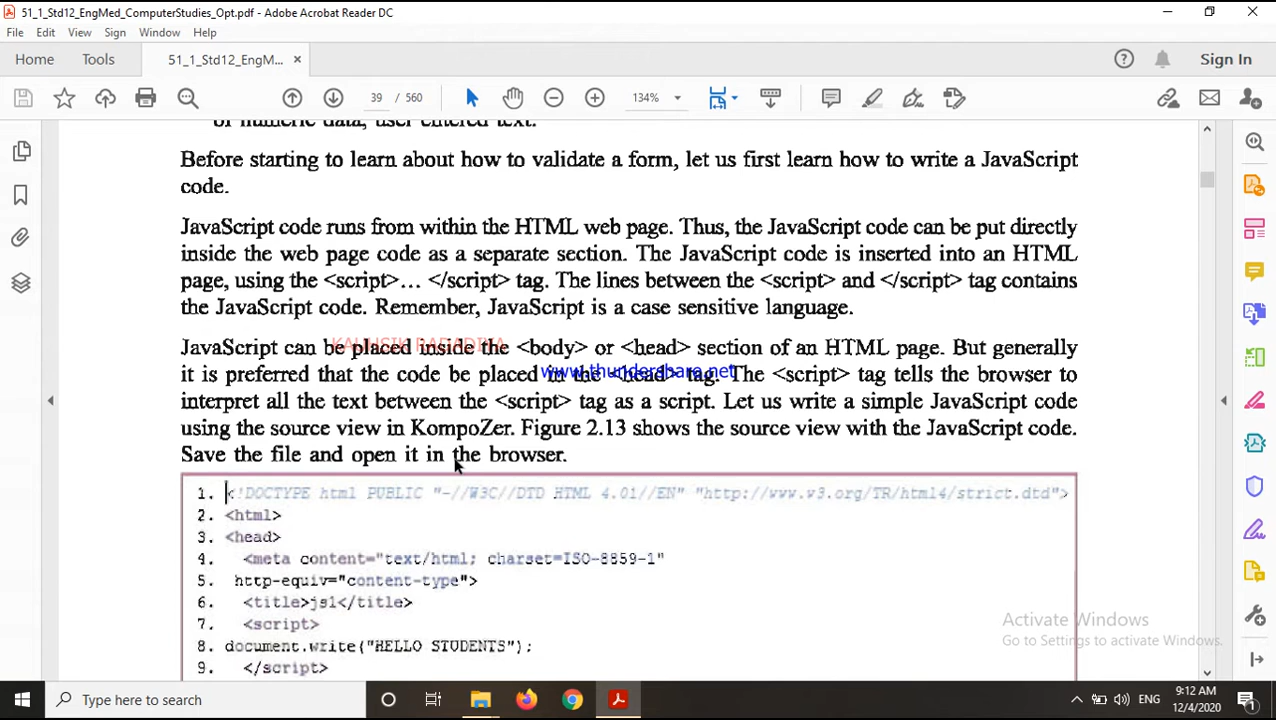 51_1_Std12_EngMed_ComputerStudies_Opt.pdf - Adobe Acrobat Reader DC
File Edit View Sign Window Help
Home Tools 51_1_Std12_EngM... × Sign In
39 / 560 134%
of numeric data, user entered text.
Before starting to learn about how to validate a form, let us first learn how to write a JavaScript
code.
JavaScript code runs from within the HTML web page. Thus, the JavaScript code can be put directly
inside the web page code as a separate section. The JavaScript code is inserted into an HTML
page, using the <script>... </script> tag. The lines between the <script> and </script> tag contains
the JavaScript code. Remember, JavaScript is a case sensitive language.
KAUHSIK RADADIYA
JavaScript can be placed inside the <body> or <head> section of an HTML page. But generally
www.thundershara.net
it is preferred that the code be placed in the <head> tag. The <script> tag tells the browser to
interpret all the text between the <script> tag as a script. Let us write a simple JavaScript code
using the source view in KompoZer. Figure 2.13 shows the source view with the JavaScript code.
Save the file and open it in the browser.
1. <!DOCTYPE html PUBLIC "-//W3C//DTD HTML 4.01//EN" "http://www.w3.org/TR/html4/strict.dtd">
2. <html>
3. <head>
4. <meta content="text/html; charset=ISO-8859-1"
5. http-equiv="content-type">
6. <title>js1</title>
7. <script>
8. document.write("HELLO STUDENTS");
9. </script>
Activate Windows
Go to Settings to activate Windows.
Type here to search
ENG
9:12 AM
12/4/2020
1